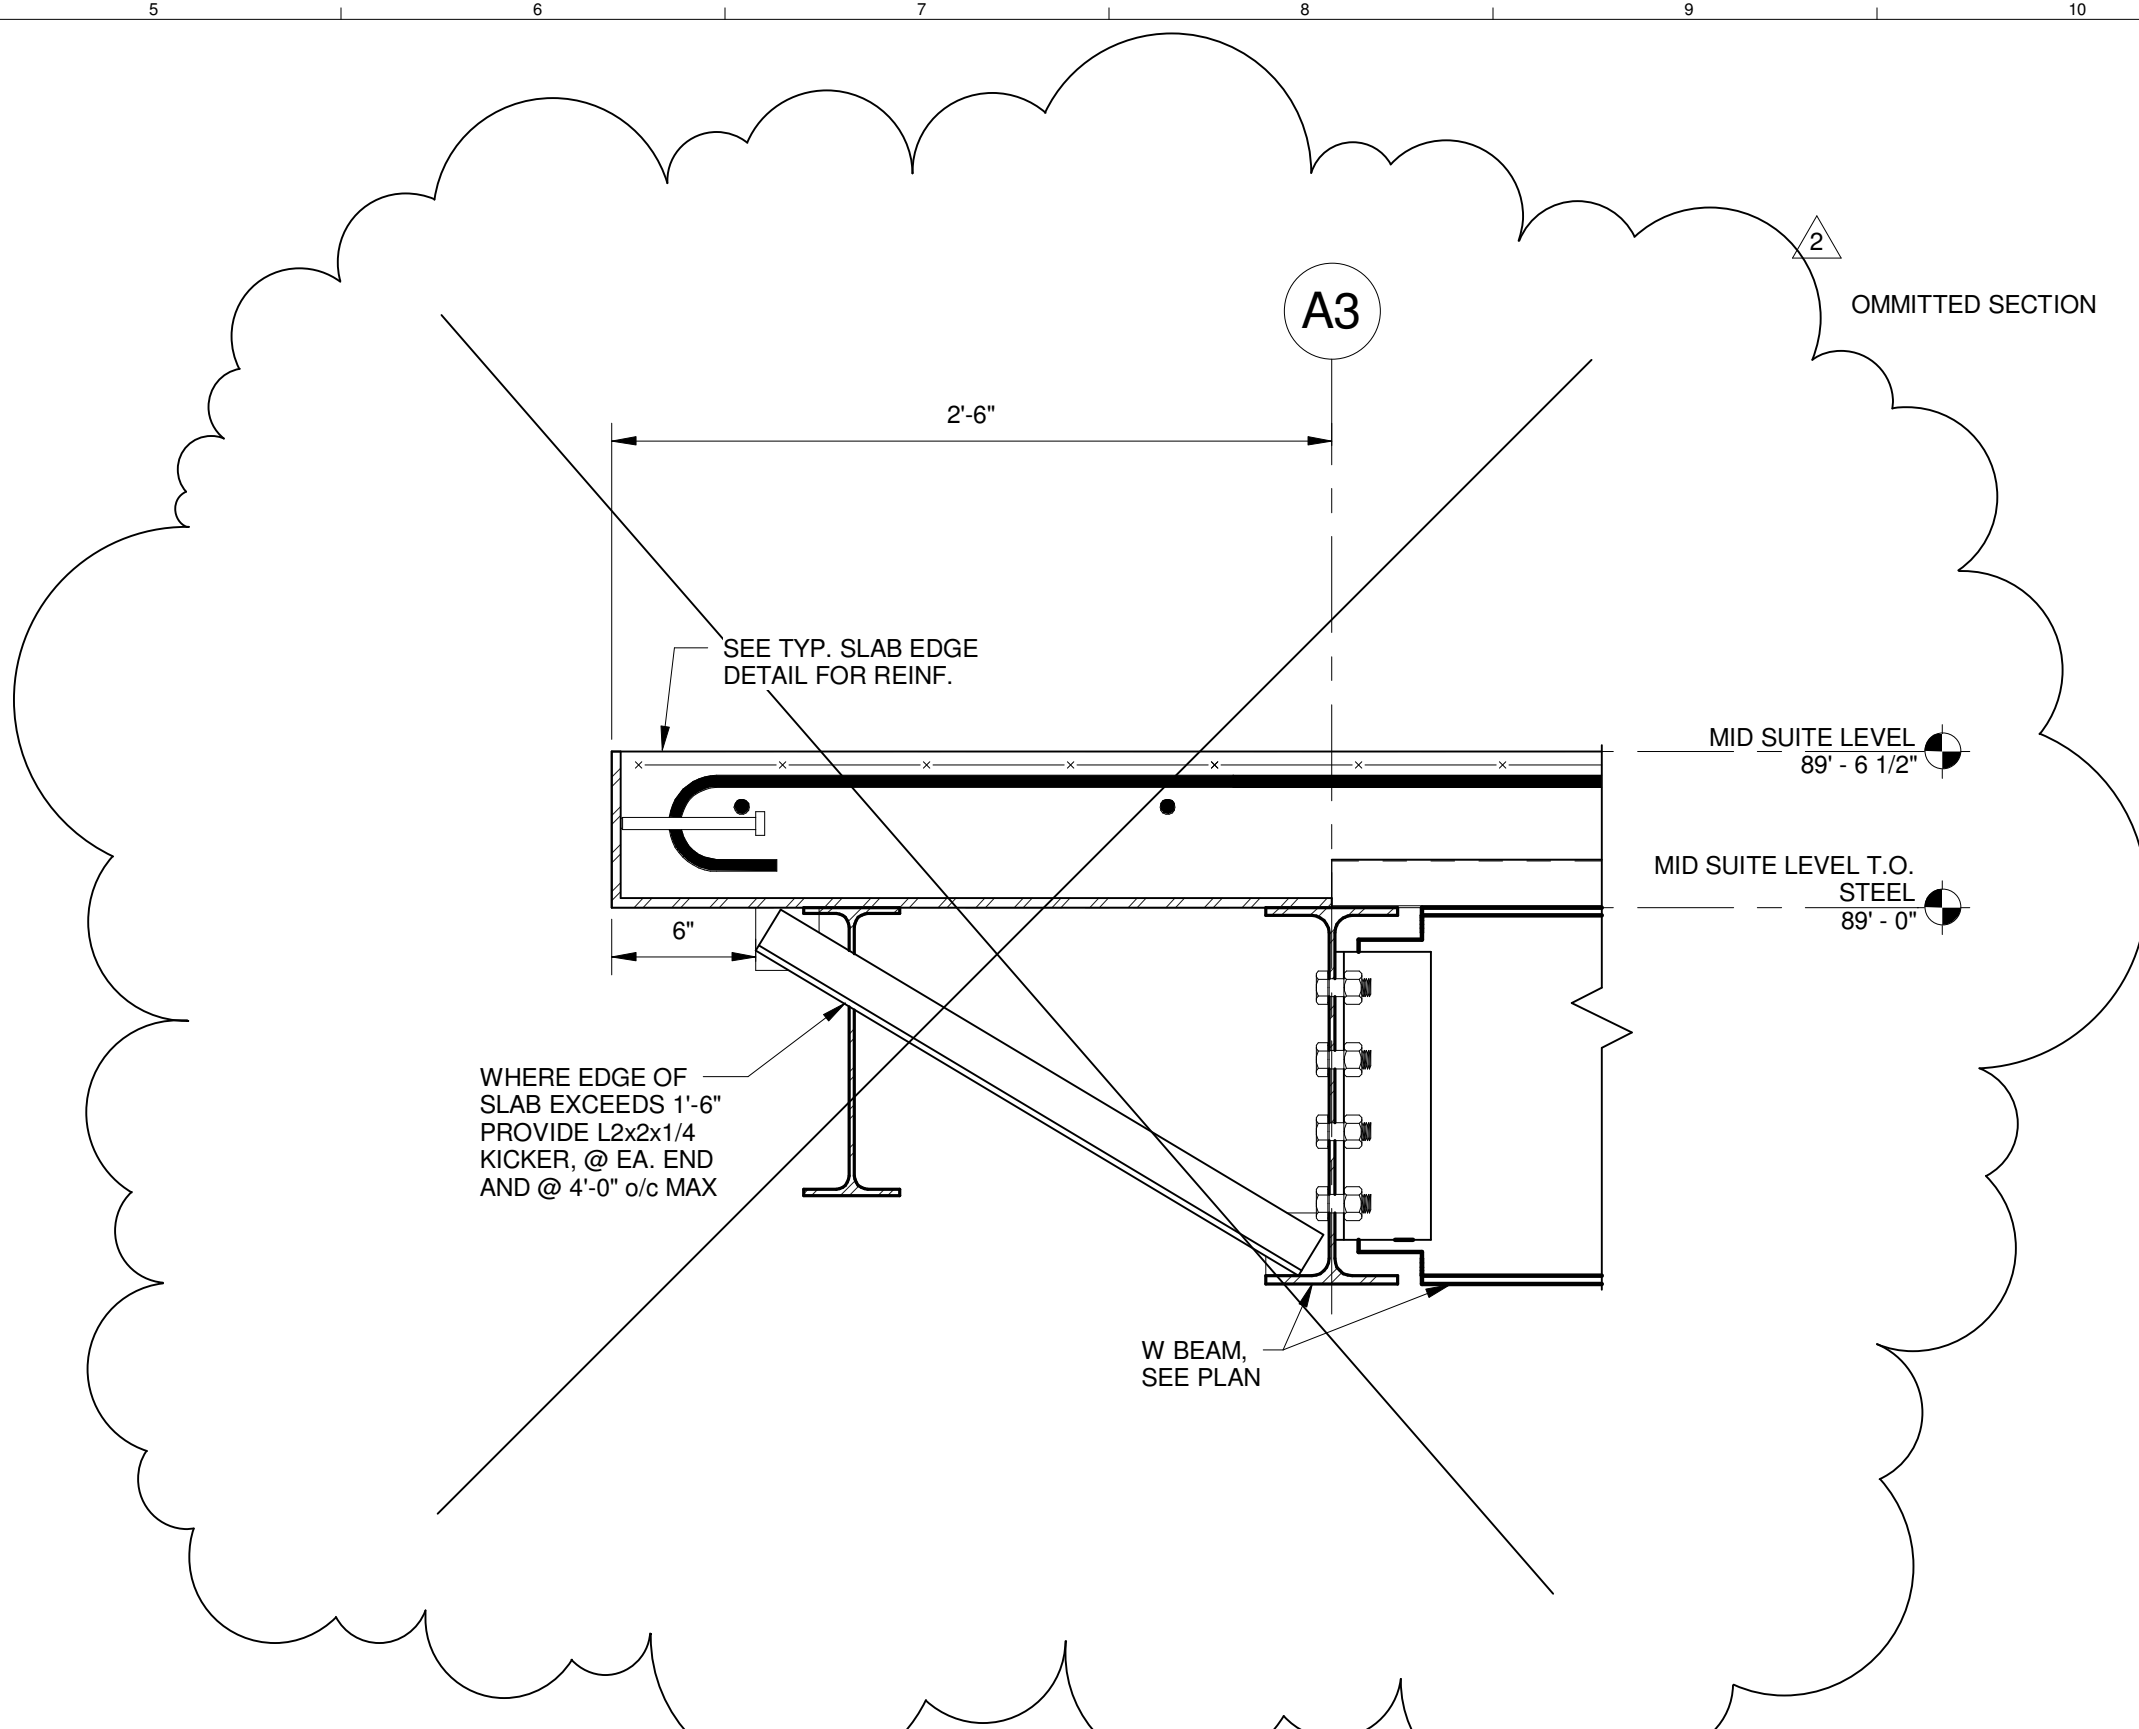 5 6 7 8 9 10
2
OMMITTED SECTION
A3
2'-6"
SEE TYP. SLAB EDGE
DETAIL FOR REINF.
MID SUITE LEVEL
89' - 6 1/2"
MID SUITE LEVEL T.O.
STEEL
89' - 0"
6"
WHERE EDGE OF
SLAB EXCEEDS 1'-6"
PROVIDE L2x2x1/4
KICKER, @ EA. END
AND @ 4'-0" o/c MAX
W BEAM,
SEE PLAN